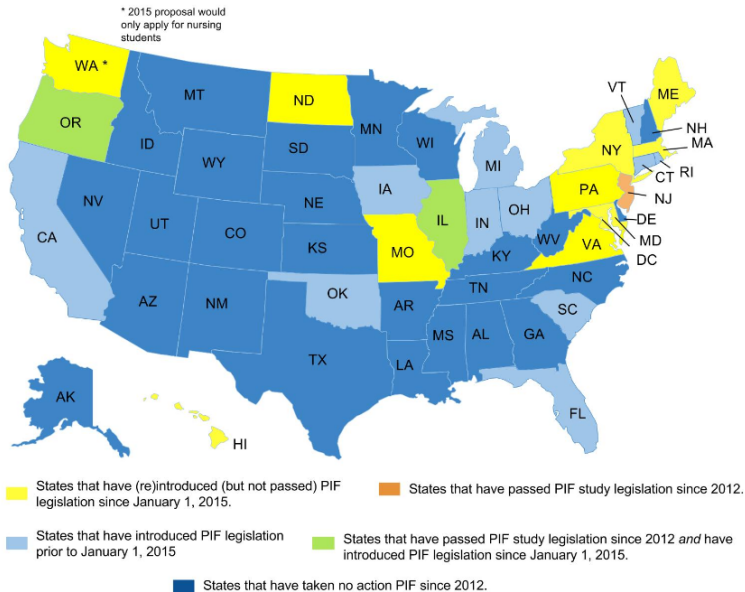 * 2015 proposal would
only apply for nursing
students
WA *
MT
ND
MN
VT
ME
OR
ID
SD
WI
NY
NH
MA
WY
MI
RI
CT
IA
PA
NJ
NV
NE
IL
IN
OH
DE
CA
UT
CO
KS
MO
WV
VA
MD
KY
DC
OK
TN
NC
AZ
NM
AR
SC
MS
AL
GA
TX
LA
AK
FL
HI
States that have (re)introduced (but not passed) PIF
legislation since January 1, 2015.
States that have passed PIF study legislation since 2012.
States that have introduced PIF legislation
prior to January 1, 2015
States that have passed PIF study legislation since 2012 and have
introduced PIF legislation since January 1, 2015.
States that have taken no action PIF since 2012.